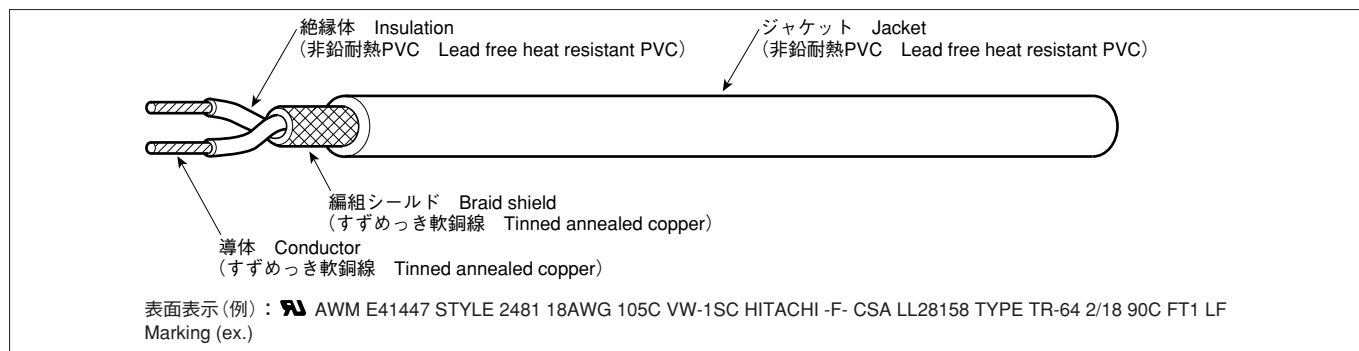 絶縁体 Insulation
（非鉛耐熱PVC Lead free heat resistant PVC）
ジャケット Jacket
（非鉛耐熱PVC Lead free heat resistant PVC）
編組シールド Braid shield
（すずめっき軟銅線 Tinned annealed copper）
導体 Conductor
（すずめっき軟銅線 Tinned annealed copper）
表面表示（例）： RU AWM E41447 STYLE 2481 18AWG 105C VW-1SC HITACHI -F- CSA LL28158 TYPE TR-64 2/18 90C FT1 LF
Marking (ex.)